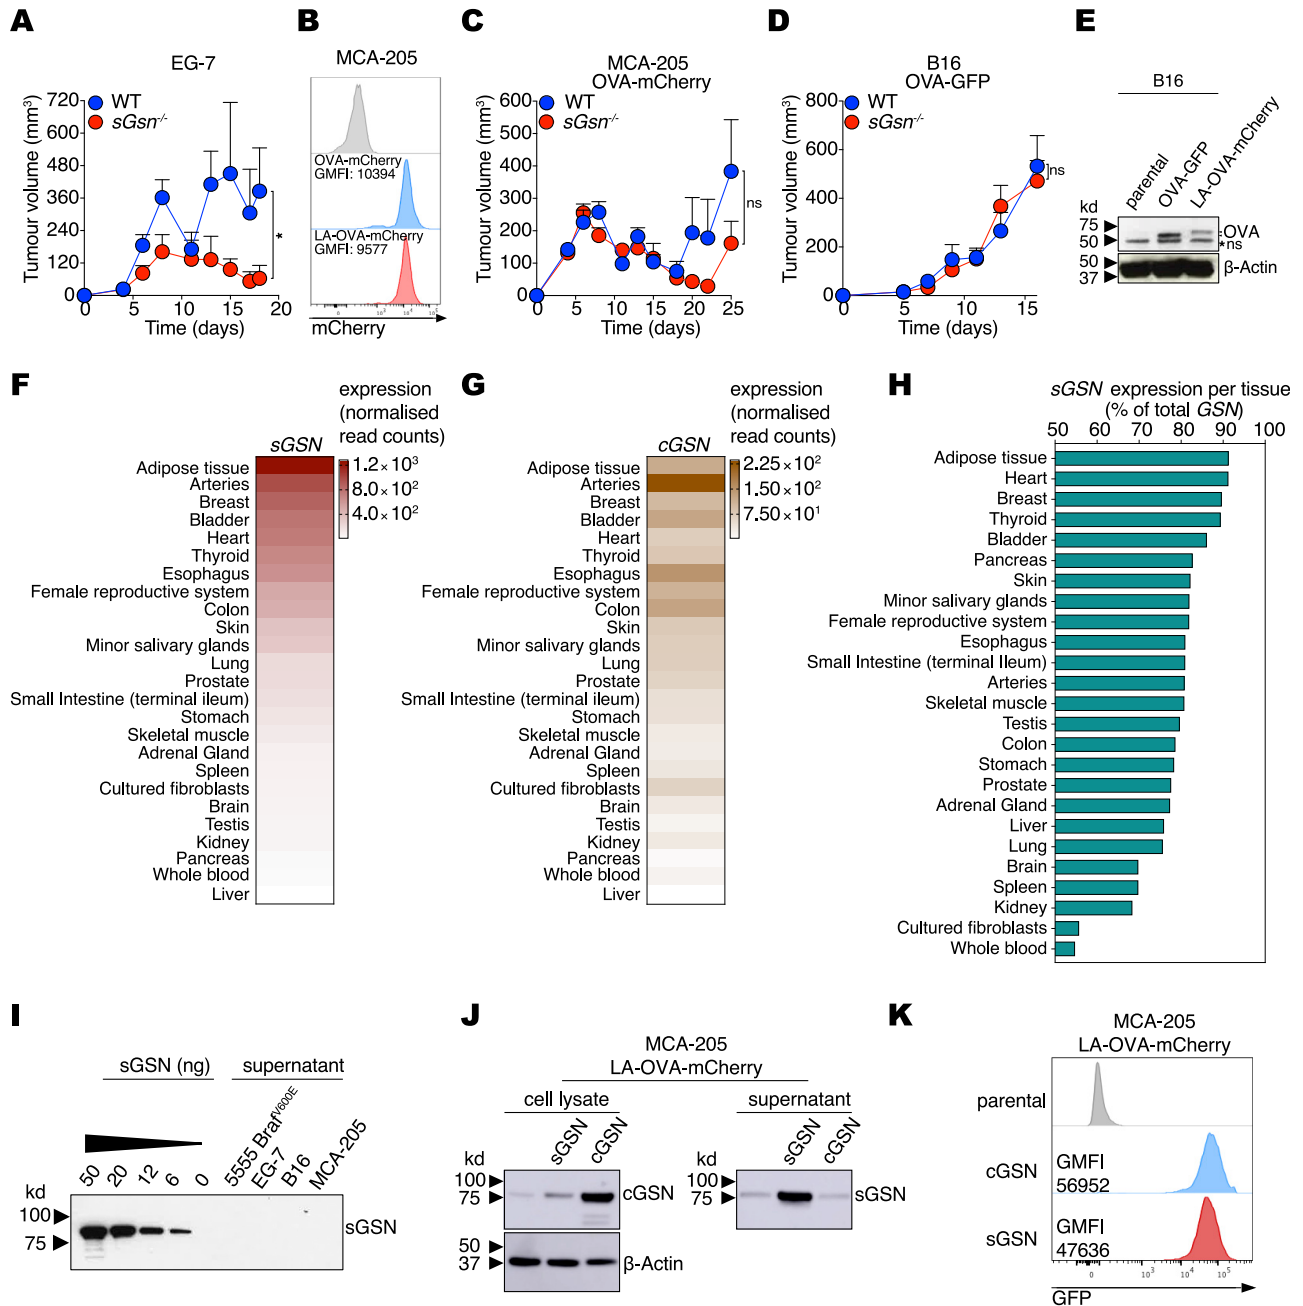 A
EG-7
Tumour volume (mm³)
720
600
480
360
240
120
0
WT
sGsn-/-
*
0 5 10 15 20
Time (days)
B
MCA-205
OVA-mCherry
GMFI: 10394
LA-OVA-mCherry
GMFI: 9577
0 10³ 10⁴ 10⁵
mCherry
C
MCA-205
OVA-mCherry
Tumour volume (mm³)
600
500
400
300
200
100
0
WT
sGsn-/-
ns
0 5 10 15 20 25
Time (days)
D
B16
OVA-GFP
Tumour volume (mm³)
800
600
400
200
0
WT
sGsn-/-
ns
0 5 10 15
Time (days)
E
B16
parental
OVA-GFP
LA-OVA-mCherry
kd
75
50
OVA
*ns
50
37
β-Actin
F
expression
(normalised
read counts)
sGSN
1.2×10³
8.0×10²
4.0×10²
Adipose tissue
Arteries
Breast
Bladder
Heart
Thyroid
Esophagus
Female reproductive system
Colon
Skin
Minor salivary glands
Lung
Prostate
Small Intestine (terminal ileum)
Stomach
Skeletal muscle
Adrenal Gland
Spleen
Cultured fibroblasts
Brain
Testis
Kidney
Pancreas
Whole blood
Liver
G
expression
(normalised
read counts)
cGSN
2.25×10²
1.50×10²
7.50×10¹
Adipose tissue
Arteries
Breast
Bladder
Heart
Thyroid
Esophagus
Female reproductive system
Colon
Skin
Minor salivary glands
Lung
Prostate
Small Intestine (terminal ileum)
Stomach
Skeletal muscle
Adrenal Gland
Spleen
Cultured fibroblasts
Brain
Testis
Kidney
Pancreas
Whole blood
Liver
H
sGSN expression per tissue
(% of total GSN)
50 60 70 80 90 100
Adipose tissue
Heart
Breast
Thyroid
Bladder
Pancreas
Skin
Minor salivary glands
Female reproductive system
Esophagus
Small Intestine (terminal Ileum)
Arteries
Skeletal muscle
Testis
Colon
Stomach
Prostate
Adrenal Gland
Liver
Lung
Brain
Spleen
Kidney
Cultured fibroblasts
Whole blood
I
sGSN (ng) supernatant
50 20 12 6 0
5555 BrafV600E
EG-7
B16
MCA-205
kd
100
75
sGSN
J
MCA-205
LA-OVA-mCherry
cell lysate supernatant
sGSN cGSN
kd
100
75
cGSN
50
37
β-Actin
sGSN cGSN
kd
100
75
sGSN
K
MCA-205
LA-OVA-mCherry
parental
cGSN
GMFI
56952
sGSN
GMFI
47636
0 10³ 10⁴ 10⁵
GFP